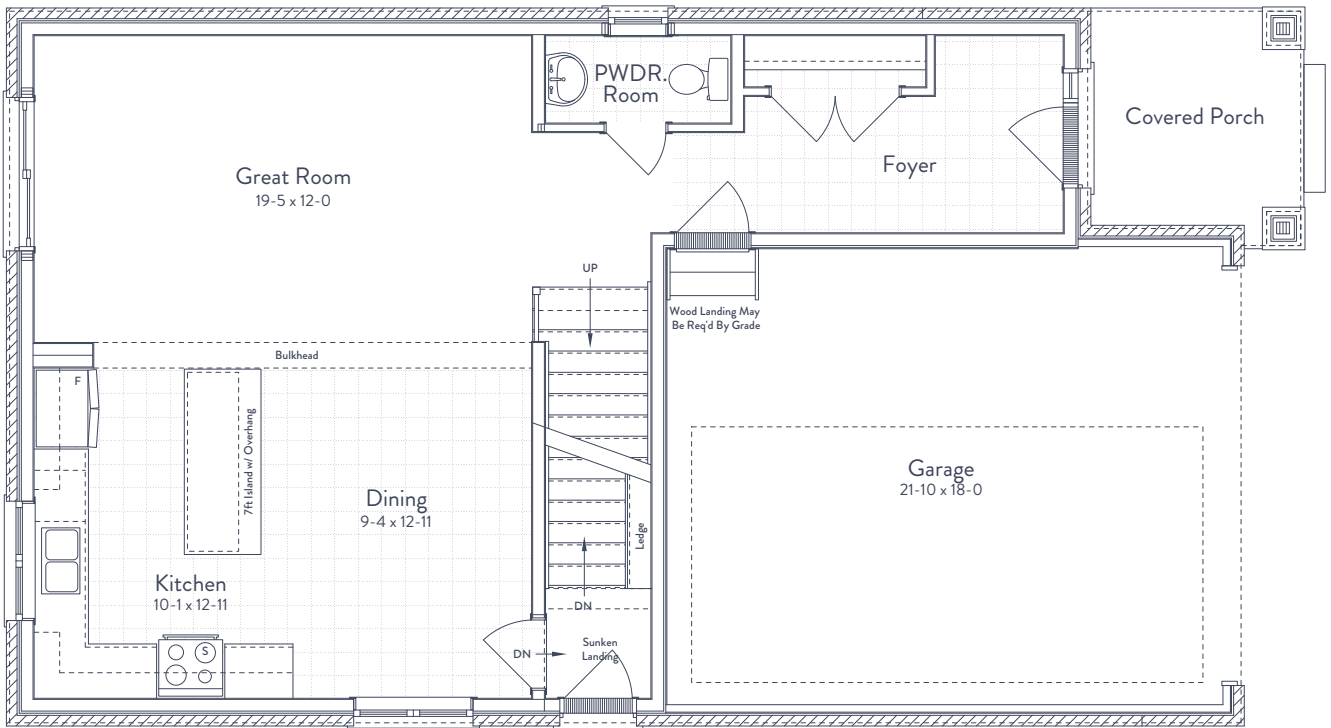 PWDR.
Room
Covered Porch
Foyer
Great Room
19-5 x 12-0
UP
Wood Landing May
Be Req'd By Grade
Bulkhead
F
7ft Island w/ Overhang
Dining
9-4 x 12-11
Garage
21-10 x 18-0
Ledge
Kitchen
10-1 x 12-11
DN
S
DN
Sunken
Landing